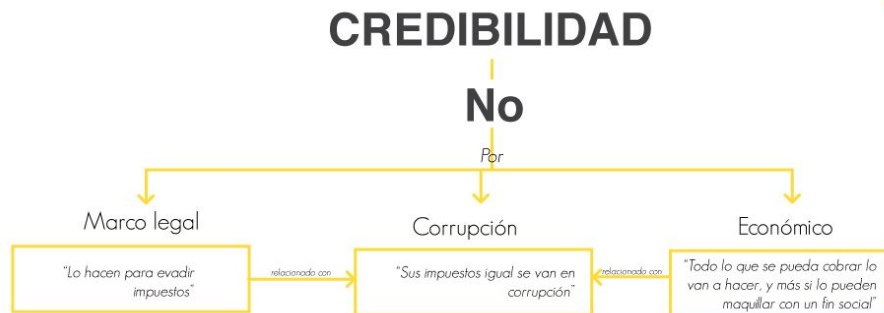 CREDIBILIDAD
No
Por
Marco legal
Corrupción
Económico
“Lo hacen para evadir
impuestos”
relacionado con
“Sus impuestos igual se van en
corrupción”
relacionado con
“Todo lo que se pueda cobrar lo
van a hacer, y más si lo pueden
maquillar con un fin social”